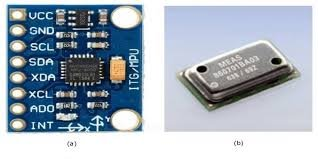 VCC
GND
SCL
SDA
XDA
XCL
ADO
INT
ITG/MPU
MEAS
(a)
(b)